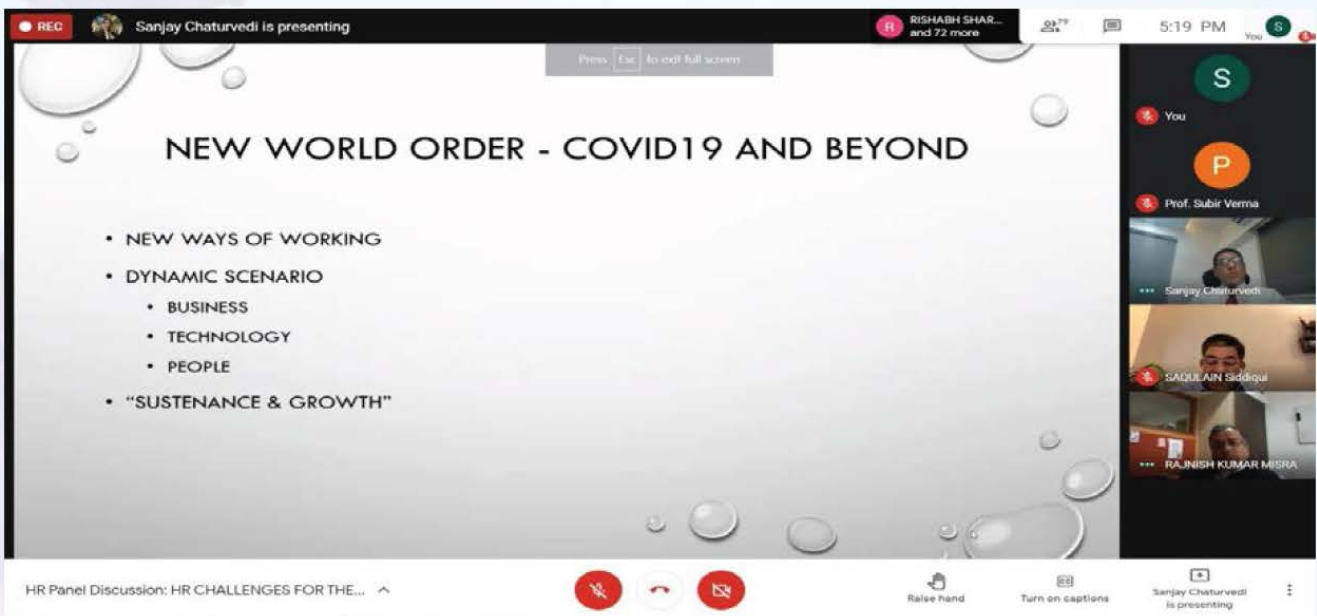 REC
Sanjay Chaturvedi is presenting
R
RISHABH SHAR...
and 72 more
79
5:19 PM
You
S
Press Esc to exit full screen
NEW WORLD ORDER - COVID19 AND BEYOND
• NEW WAYS OF WORKING
• DYNAMIC SCENARIO
• BUSINESS
• TECHNOLOGY
• PEOPLE
• “SUSTENANCE & GROWTH”
S
You
P
Prof. Subir Verma
Sanjay Chaturvedi
SAQULAIN Siddiqui
RAJNISH KUMAR MISRA
HR Panel Discussion: HR CHALLENGES FOR THE...
Raise hand
Turn on captions
Sanjay Chaturvedi
is presenting